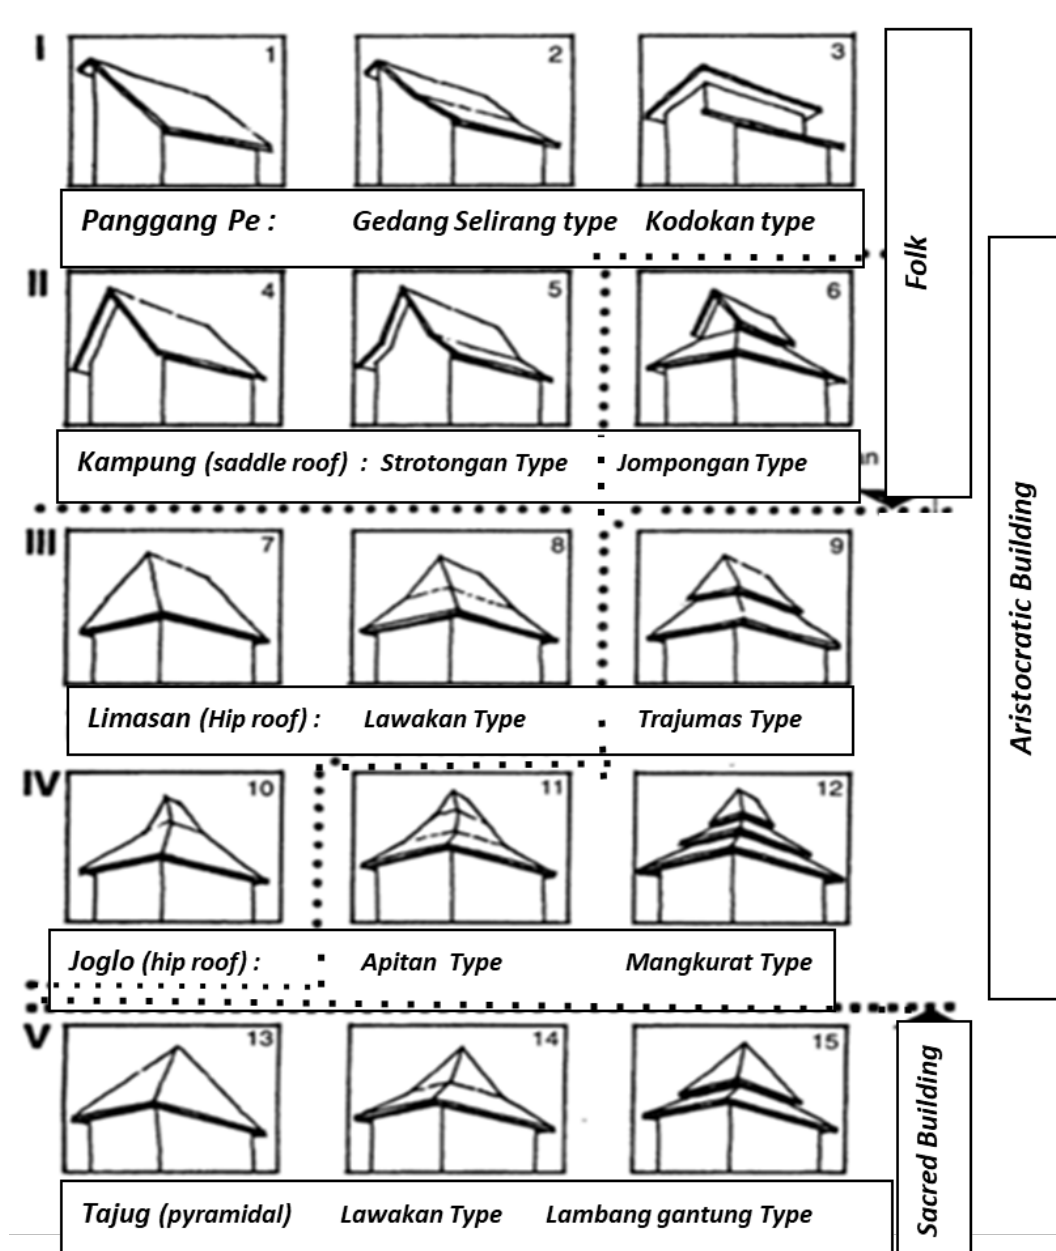 I
1
2
3
Panggang Pe : Gedang Selirang type Kodokan type
Folk
II
4
5
6
Kampung (saddle roof) : Strotongan Type Jompongan Type
an
III
7
8
9
Limasan (Hip roof) : Lawakan Type Trajumas Type
Aristocratic Building
IV
10
11
12
Joglo (hip roof) : Apitan Type Mangkurat Type
V
13
14
15
Tajug (pyramidal) Lawakan Type Lambang gantung Type
Sacred Building